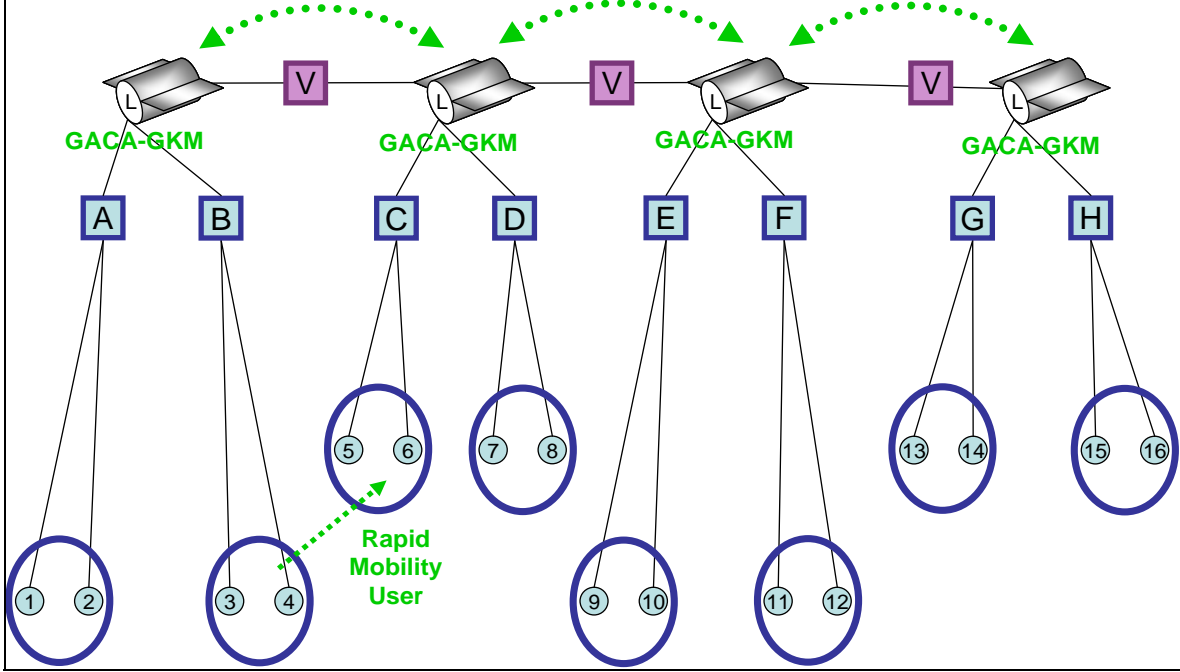 V V V
L L L L
GACA-GKM GACA-GKM GACA-GKM GACA-GKM
A B C D E F G H
5 6 7 8 13 14 15 16
Rapid
Mobility
User
1 2 3 4 9 10 11 12